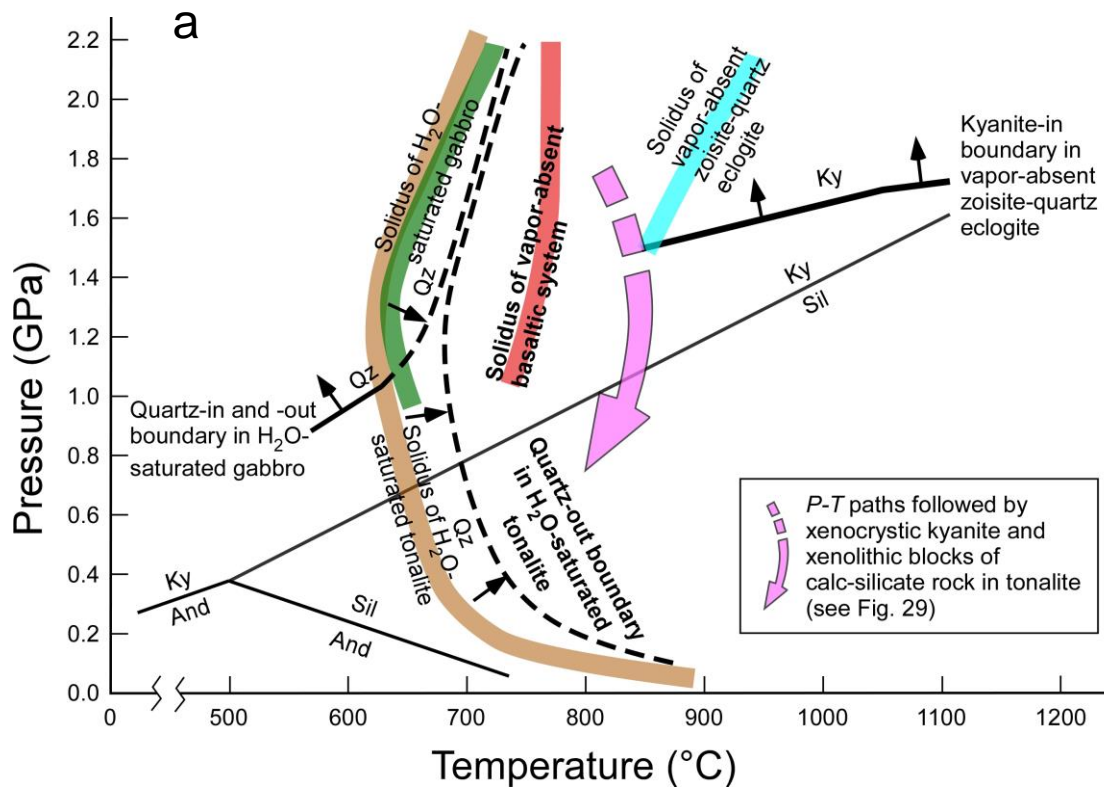 a
Pressure (GPa)
2.2
2.0
1.8
1.6
1.4
1.2
1.0
0.8
0.6
0.4
0.2
0.0
Solidus of H2O-
saturated gabbro
Qz
Qz
Quartz-in and -out
boundary in H2O-
saturated gabbro
Solidus of H2O-
saturated tonalite
Qz
Quartz-out boundary
in H2O-saturated
tonalite
Solidus of vapor-absent
basaltic system
Solidus of
vapor-absent
zoisite-quartz
eclogite
Ky
Kyanite-in
boundary in
vapor-absent
zoisite-quartz
eclogite
Ky
Sil
Ky
And
Sil
And
P-T paths followed by
xenocrystic kyanite and
xenolithic blocks of
calc-silicate rock in tonalite
(see Fig. 29)
0
500
600
700
800
900
1000
1100
1200
Temperature (°C)